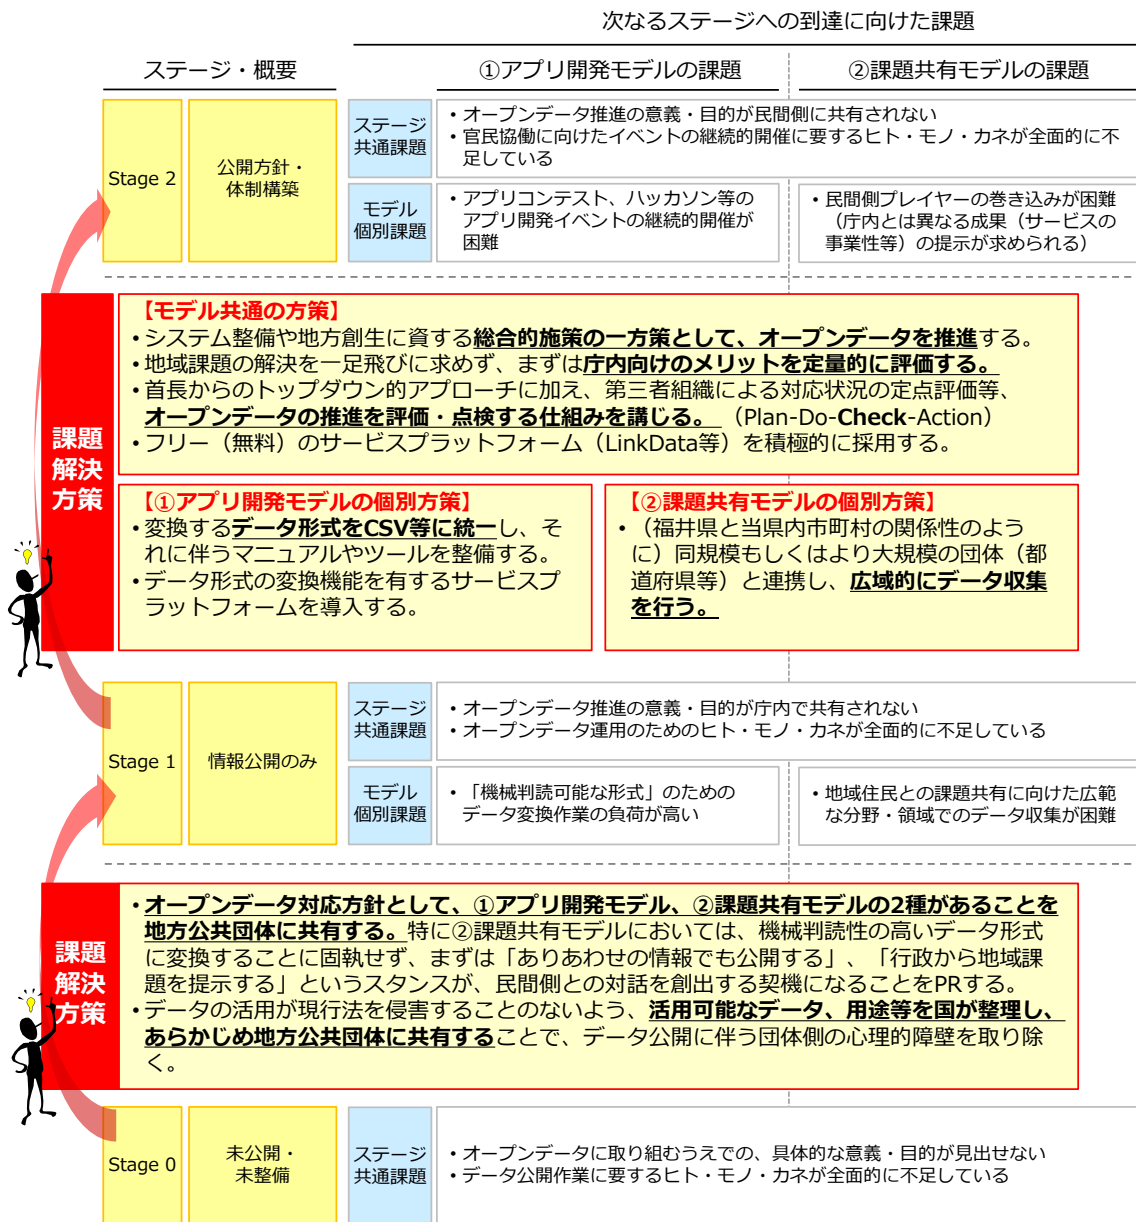 次なるステージへの到達に向けた課題
ステージ・概要
①アプリ開発モデルの課題
②課題共有モデルの課題
Stage 2
公開方針・
体制構築
ステージ
共通課題
・オープンデータ推進の意義・目的が民間側に共有されない
・官民協働に向けたイベントの継続的開催に要するヒト・モノ・カネが全面的に不
足している
モデル
個別課題
・アプリコンテスト、ハッカソン等の
アプリ開発イベントの継続的開催が
困難
・民間側プレイヤーの巻き込みが困難
（庁内とは異なる成果（サービスの
事業性等）の提示が求められる）
課題
解決
方策
【モデル共通の方策】
・システム整備や地方創生に資する総合的施策の一方策として、オープンデータを推進する。
・地域課題の解決を一足飛びに求めず、まずは庁内向けのメリットを定量的に評価する。
・首長からのトップダウン的アプローチに加え、第三者組織による対応状況の定点評価等、
オープンデータの推進を評価・点検する仕組みを講じる。（Plan-Do-Check-Action）
・フリー（無料）のサービスプラットフォーム（LinkData等）を積極的に採用する。
【①アプリ開発モデルの個別方策】
・変換するデータ形式をCSV等に統一し、そ
れに伴うマニュアルやツールを整備する。
・データ形式の変換機能を有するサービスプ
ラットフォームを導入する。
【②課題共有モデルの個別方策】
・（福井県と当県内市町村の関係性のよう
に）同規模もしくはより大規模の団体（都
道府県等）と連携し、広域的にデータ収集
を行う。
Stage 1
情報公開のみ
ステージ
共通課題
・オープンデータ推進の意義・目的が庁内で共有されない
・オープンデータ運用のためのヒト・モノ・カネが全面的に不足している
モデル
個別課題
・「機械判読可能な形式」のための
データ変換作業の負荷が高い
・地域住民との課題共有に向けた広範
な分野・領域でのデータ収集が困難
課題
解決
方策
・オープンデータ対応方針として、①アプリ開発モデル、②課題共有モデルの2種があることを
地方公共団体に共有する。特に②課題共有モデルにおいては、機械判読性の高いデータ形式
に変換することに固執せず、まずは「ありあわせの情報でも公開する」、「行政から地域課
題を提示する」というスタンスが、民間側との対話を創出する契機になることをPRする。
・データの活用が現行法を侵害することのないよう、活用可能なデータ、用途等を国が整理し、
あらかじめ地方公共団体に共有することで、データ公開に伴う団体側の心理的障壁を取り除
く。
Stage 0
未公開・
未整備
ステージ
共通課題
・オープンデータに取り組むうえでの、具体的な意義・目的が見出せない
・データ公開作業に要するヒト・モノ・カネが全面的に不足している